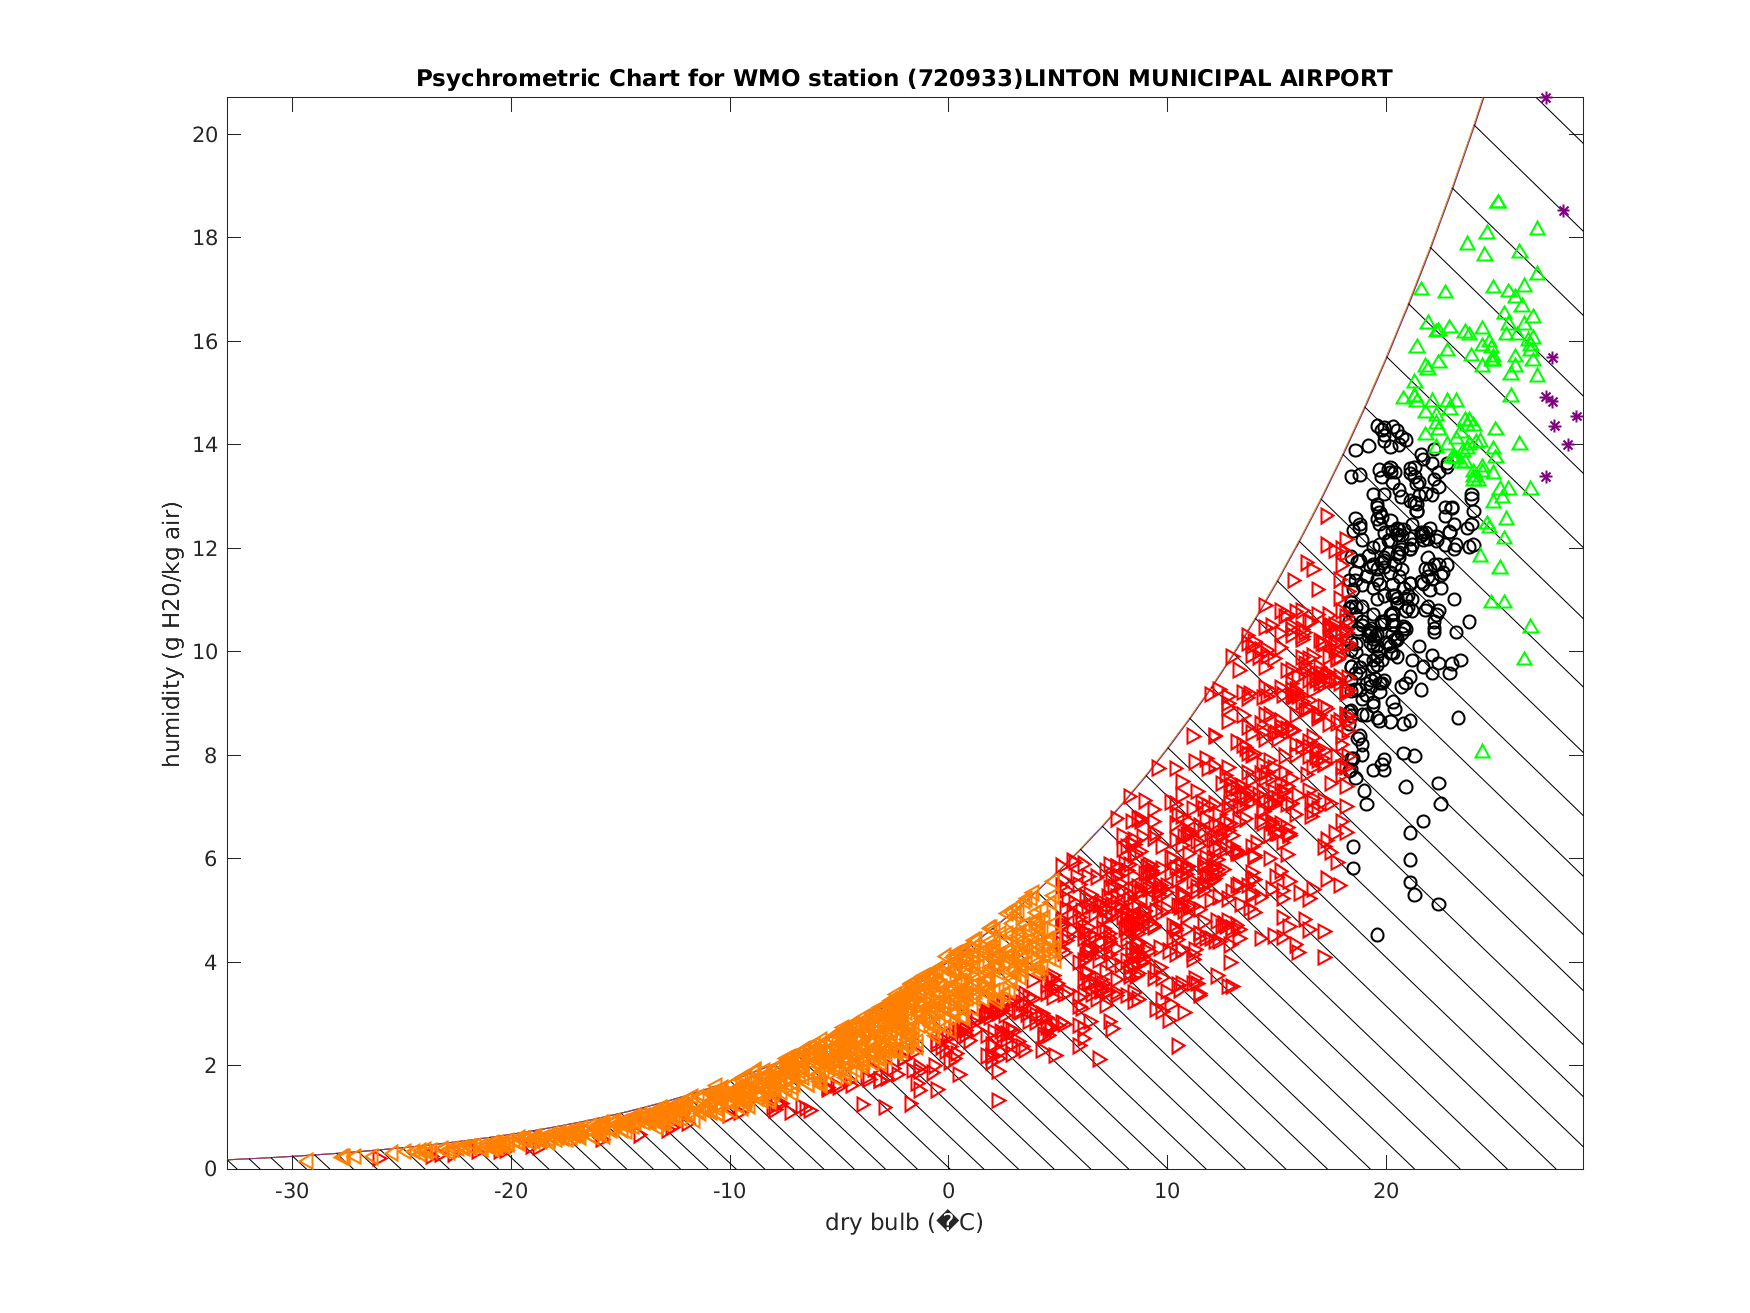 Psychrometric Chart for WMO station (720933)LINTON MUNICIPAL AIRPORT
humidity (g H20/kg air)
20
18
16
14
12
10
8
6
4
2
0
-30 -20 -10 0 10 20
dry bulb (�C)